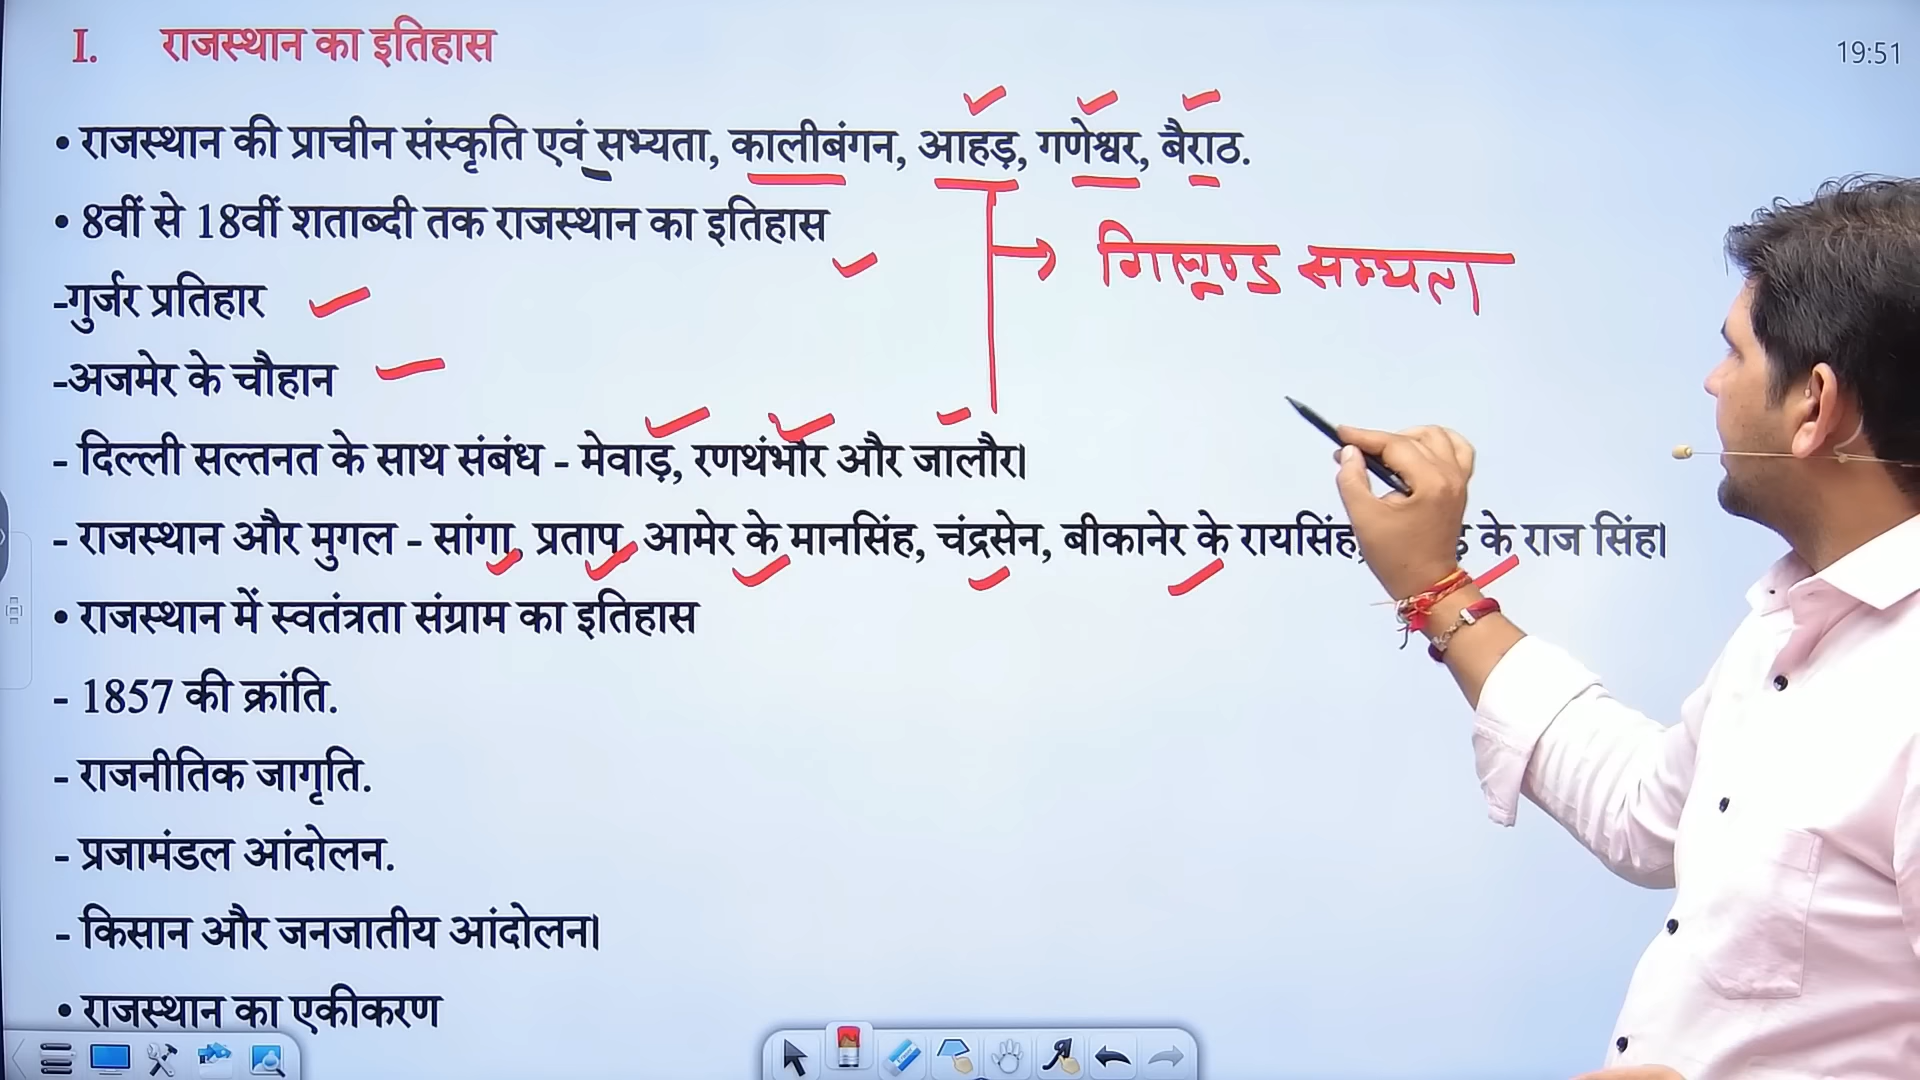 I. राजस्थान का इतिहास
19:51
• राजस्थान की प्राचीन संस्कृति एवं सभ्यता, कालीबंगन, आहड़, गणेश्वर, बैराठ.
• 8वीं से 18वीं शताब्दी तक राजस्थान का इतिहास
सभ्यता
-गुर्जर प्रतिहार
-अजमेर के चौहान
- दिल्ली सल्तनत के साथ संबंध - मेवाड़, रणथंभौर और जालौर।
- राजस्थान और मुगल - सांगा, प्रताप, आमेर के मानसिंह, चंद्रसेन, बीकानेर के रायसिंह, के राज सिंह।
• राजस्थान में स्वतंत्रता संग्राम का इतिहास
- 1857 की क्रांति.
- राजनीतिक जागृति.
- प्रजामंडल आंदोलन.
- किसान और जनजातीय आंदोलन।
• राजस्थान का एकीकरण